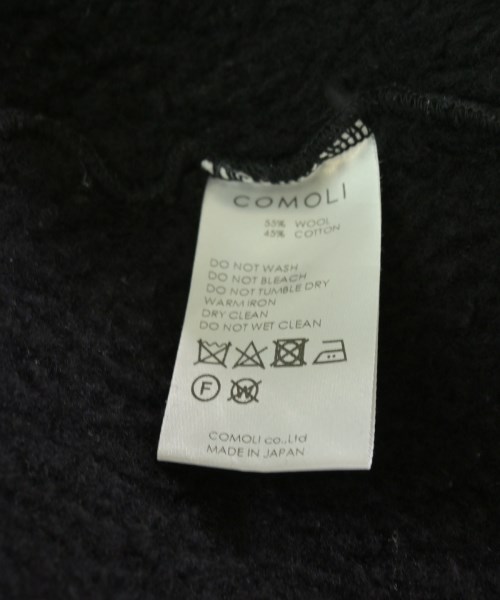 COMOLI
55% WOOL
45% COTTON
DO NOT WASH
DO NOT BLEACH
DO NOT TUMBLE DRY
WARM IRON
DRY CLEAN
DO NOT WET CLEAN
F W
COMOLI co.,Ltd
MADE IN JAPAN